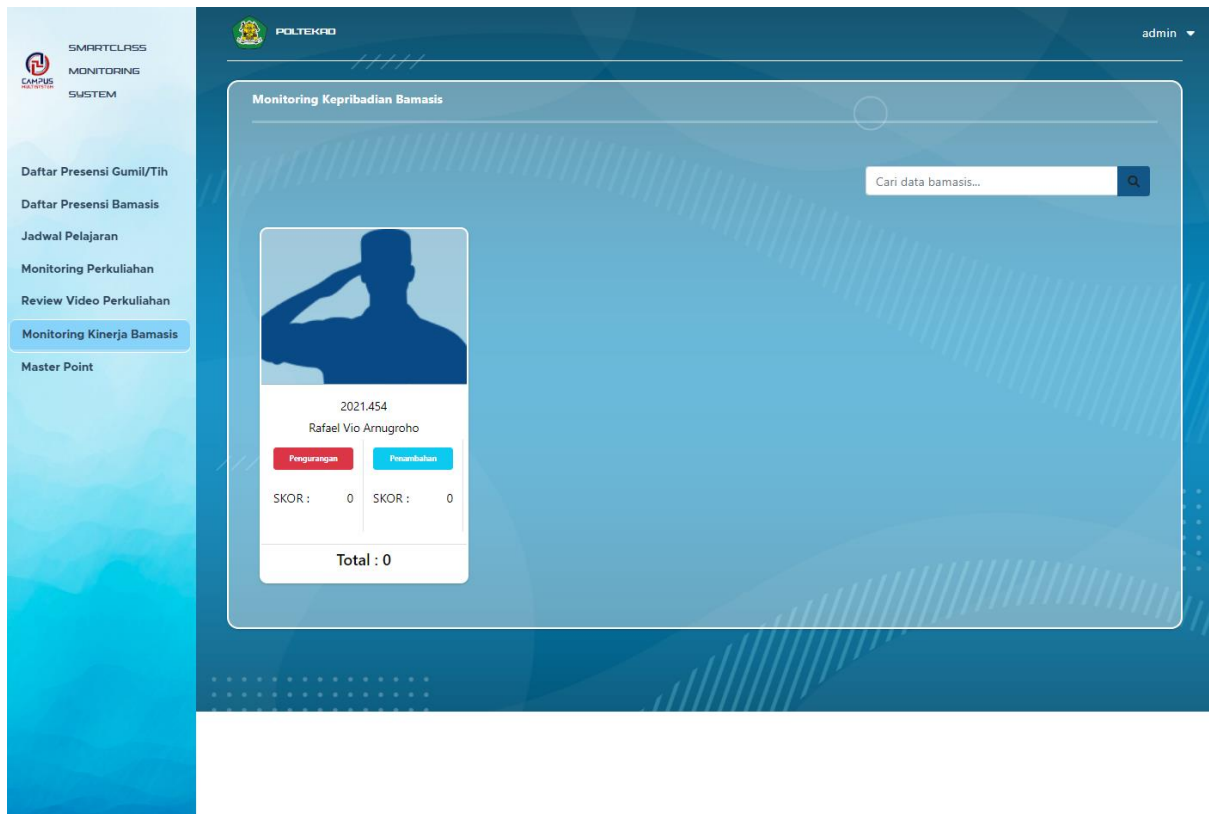 SMARTCLASS
MONITORING
SYSTEM
CAMPUS
Daftar Presensi Gumil/Tih
Daftar Presensi Bamasis
Jadwal Pelajaran
Monitoring Perkuliahan
Review Video Perkuliahan
Monitoring Kinerja Bamasis
Master Point
POLTEKAD
admin
Monitoring Kepribadian Bamasis
Cari data bamasis...
2021.454
Rafael Vio Arnugroho
Pengurangan Penambahan
SKOR : 0 SKOR : 0
Total : 0